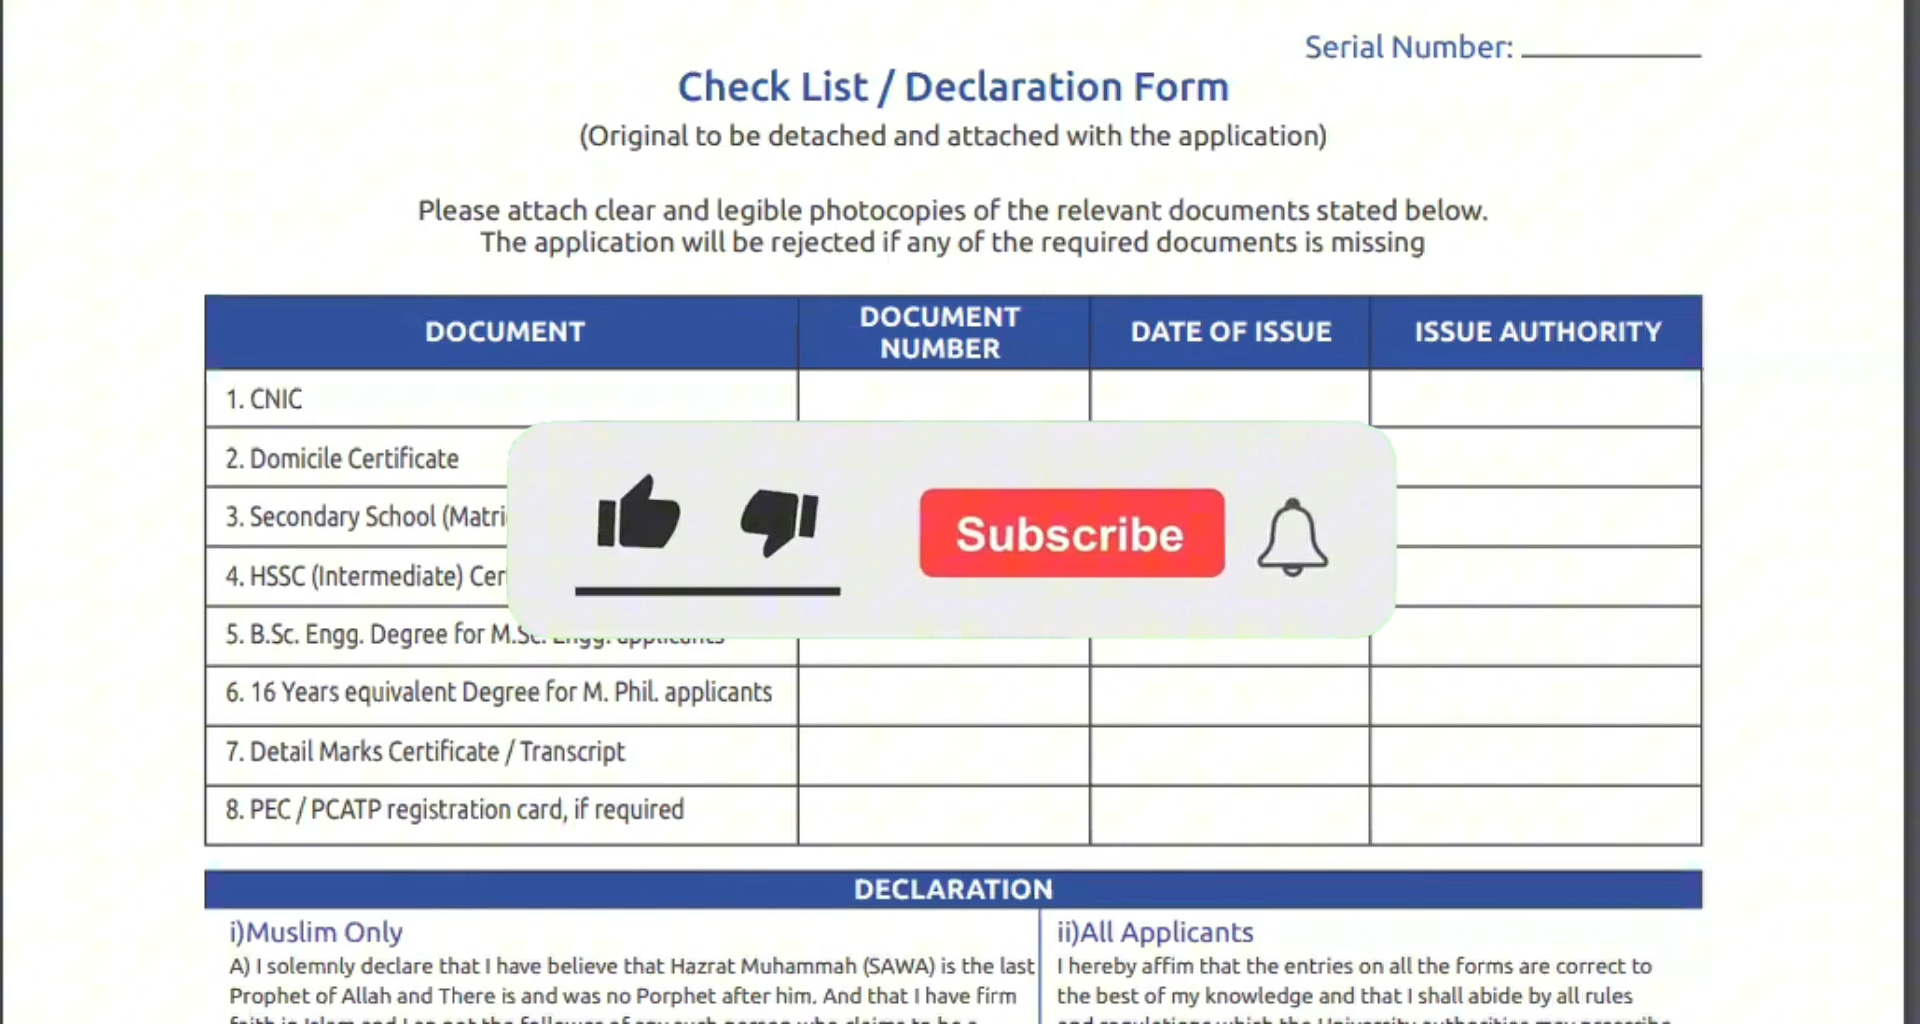 Serial Number:
Check List / Declaration Form
(Original to be detached and attached with the application)
Please attach clear and legible photocopies of the relevant documents stated below.
The application will be rejected if any of the required documents is missing
DOCUMENT
DOCUMENT
NUMBER
DATE OF ISSUE
ISSUE AUTHORITY
1. CNIC
2. Domicile Certificate
3. Secondary School
4. HSSC (Intermediate)
Subscribe
5. B.Sc. Engg. Degree for M.Sc. Engg. applicants
6. 16 Years equivalent Degree for M. Phil. applicants
7. Detail Marks Certificate / Transcript
8. PEC / PCATP registration card, if required
DECLARATION
i)Muslim Only
A) I solemnly declare that I have believe that Hazrat Muhammah (SAWA) is the last
Prophet of Allah and There is and was no Porphet after him. And that I have firm
ii)All Applicants
I hereby affim that the entries on all the forms are correct to
the best of my knowledge and that I shall abide by all rules